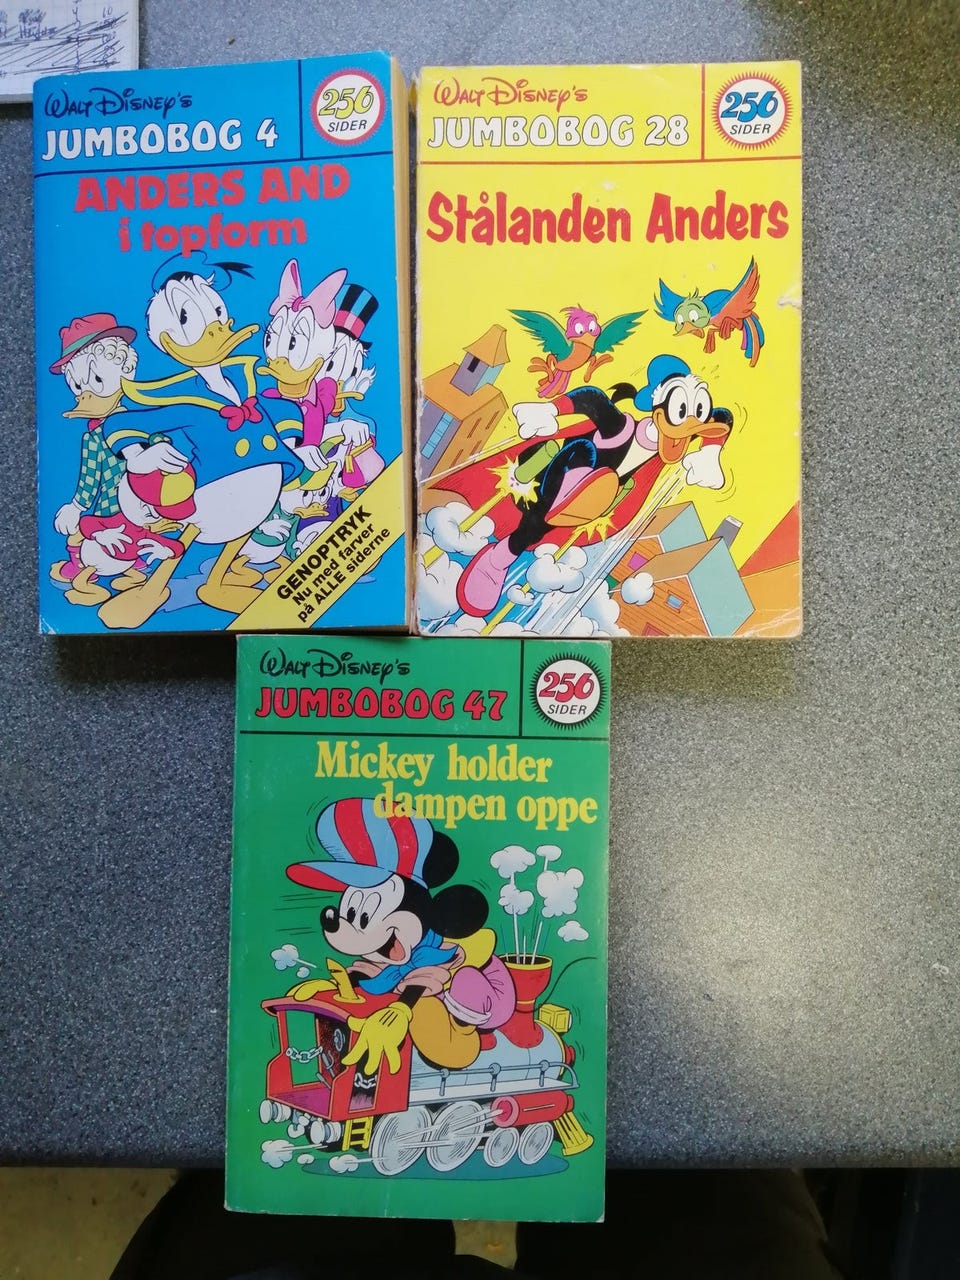 WALT DISNEY'S
JUMBOBOG 4
256
SIDER
ANDERS AND
i topform
GENOPTRYK
Nu med farver
på ALLE siderne
WALT DISNEY'S
JUMBOBOG 28
256
SIDER
Stålanden Anders
WALT DISNEY'S
JUMBOBOG 47
256
SIDER
Mickey holder
dampen oppe